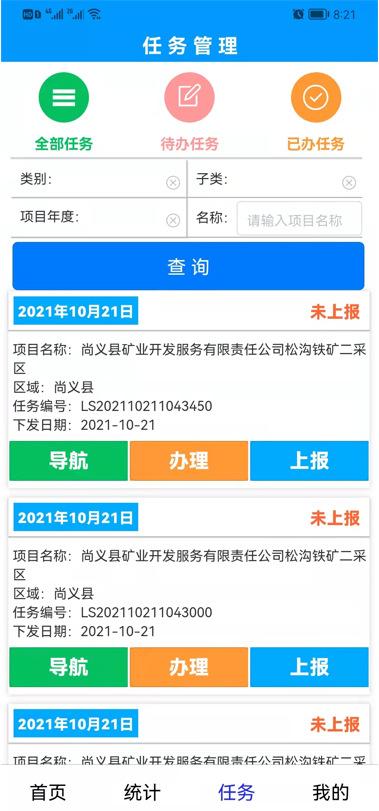 8:21
任务管理
全部任务 待办任务 已办任务
类别： 子类：
项目年度： 名称： 请输入项目名称
查询
2021年10月21日 未上报
项目名称：尚义县矿业开发服务有限责任公司松沟铁矿二采
区
区域：尚义县
任务编号：LS202110211043450
下发日期：2021-10-21
导航 办理 上报
2021年10月21日 未上报
项目名称：尚义县矿业开发服务有限责任公司松沟铁矿二采
区
区域：尚义县
任务编号：LS202110211043000
下发日期：2021-10-21
导航 办理 上报
2021年10月21日 未上报
项目名称：尚义县矿业开发服务有限责任公司松沟铁矿二采
首页 统计 任务 我的